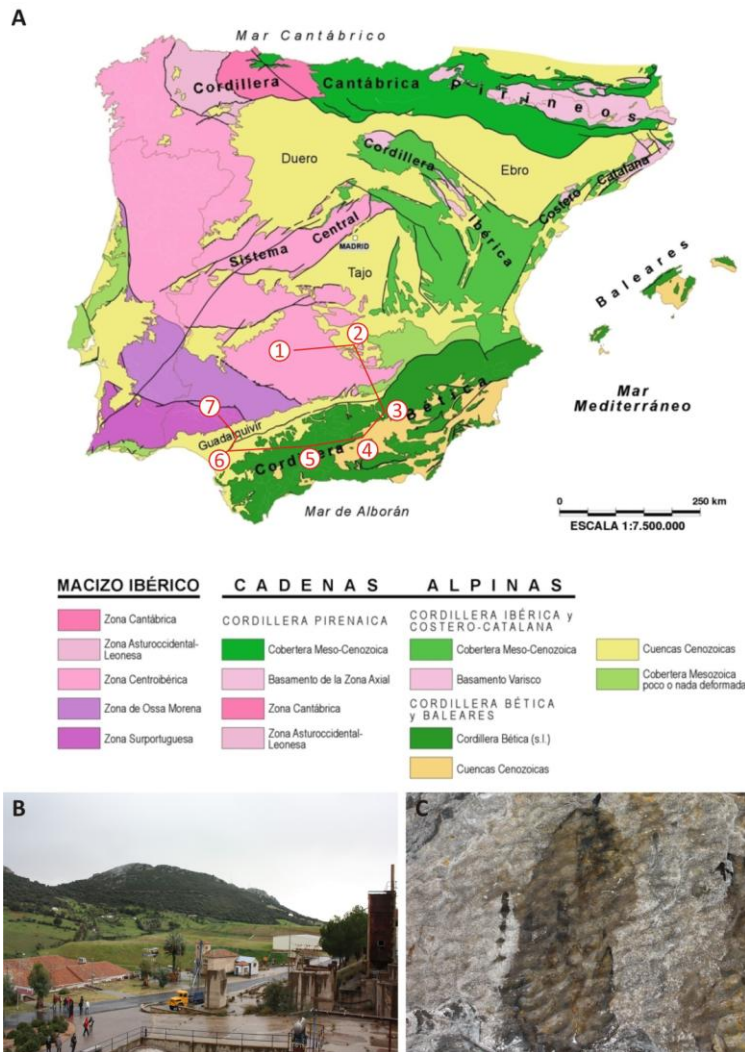 A
Mar Cantábrico
Cordillera
Cantábrica
Pirineos
Duero
Cordillera
Ibérica
Ebro
Costero Catalana
Sistema Central
MADRID
Tajo
Baleares
Mar
Mediterráneo
1
2
3
4
5
6
7
Guadalquivir
Cordillera Bética
Mar de Alborán
0 250 km
ESCALA 1:7.500.000
MACIZO IBÉRICO
Zona Cantábrica
Zona Asturoccidental-
Leonesa
Zona Centroibérica
Zona de Ossa Morena
Zona Surportuguesa
CADENAS ALPINAS
CORDILLERA PIRENAICA
Cobertera Meso-Cenozoica
Basamento de la Zona Axial
Zona Cantábrica
Zona Asturoccidental-
Leonesa
CORDILLERA IBÉRICA y
COSTERO-CATALANA
Cobertera Meso-Cenozoica
Basamento Varisco
CORDILLERA BÉTICA
y BALEARES
Cordillera Bética (s.l.)
Cuencas Cenozoicas
Cuencas Cenozoicas
Cobertera Mesozoica
poco o nada deformada
B
C